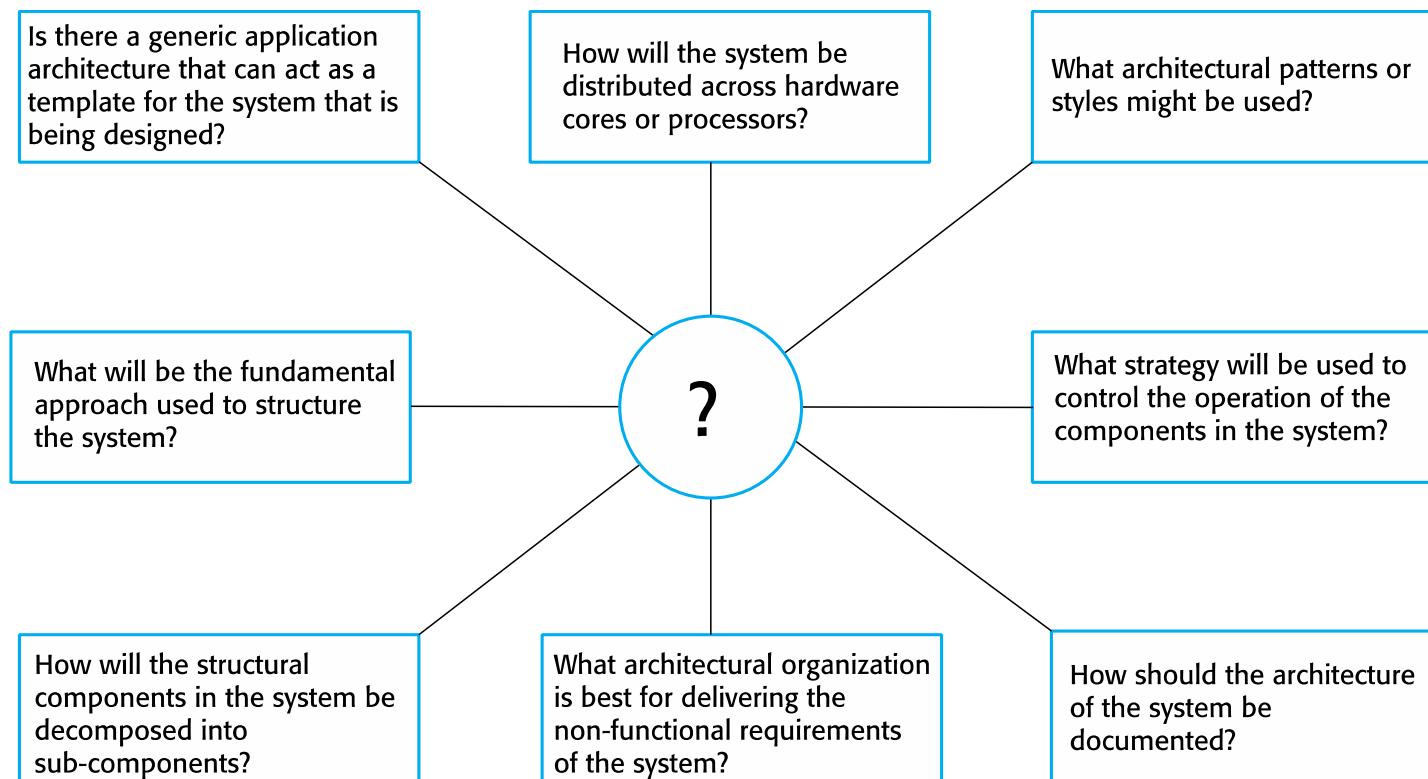 Is there a generic application
architecture that can act as a
template for the system that is
being designed?
How will the system be
distributed across hardware
cores or processors?
What architectural patterns or
styles might be used?
What will be the fundamental
approach used to structure
the system?
?
What strategy will be used to
control the operation of the
components in the system?
How will the structural
components in the system be
decomposed into
sub-components?
What architectural organization
is best for delivering the
non-functional requirements
of the system?
How should the architecture
of the system be
documented?